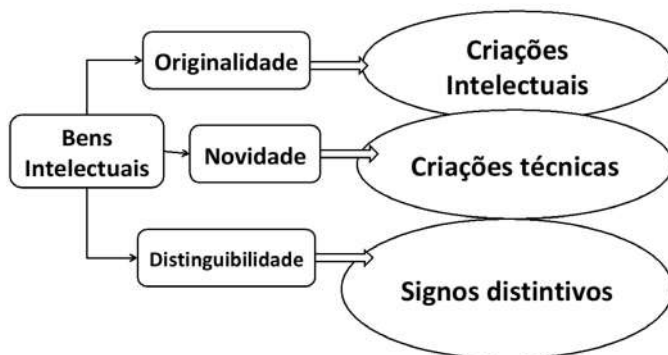 Bens
Intelectuais
Originalidade
Criações
Intelectuais
Novidade
Criações técnicas
Distinguibilidade
Signos distintivos